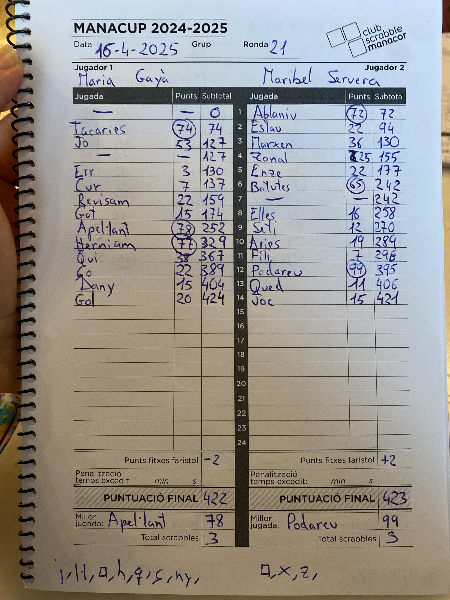 MANACUP 2024-2025
club scrabble manacor
Data 16-4-2025 Grup Ronda 21
Jugador 1 Jugador 2
Maria Gayà Maribel Servera
Jugada Punts Subtotal Jugada Punts Subtotal
— — 0 1 Ablaniu 72 72
Tacaries 74 74 2 Eslau 22 94
Jo 53 127 3 Marxen 36 130
— — 127 4 Zonal 25 155
Err 3 130 5 Enze 22 177
Cur 7 137 6 Batutes 65 242
Revisam 22 159 7 — — 242
Got 15 174 8 Elles 16 258
Apel·lant 78 252 9 Seti 12 270
Herniam 77 329 10 Aries 19 289
Qui 38 367 11 Fil 7 296
Co 22 389 12 Podareu 99 395
Dany 15 404 13 Qued 11 406
Gol 20 424 14 Joc 15 421
15
16
17
18
19
20
21
22
23
24
Punts fitxes faristol -2 Punts fitxes faristol +2
Penalització temps excedit: min s Penalització temps excedit: min s
PUNTUACIÓ FINAL 422 PUNTUACIÓ FINAL 423
Millor jugada: Apel·lant 78 Millor jugada: Podareu 99
Total scrabbles 3 Total scrabbles 3